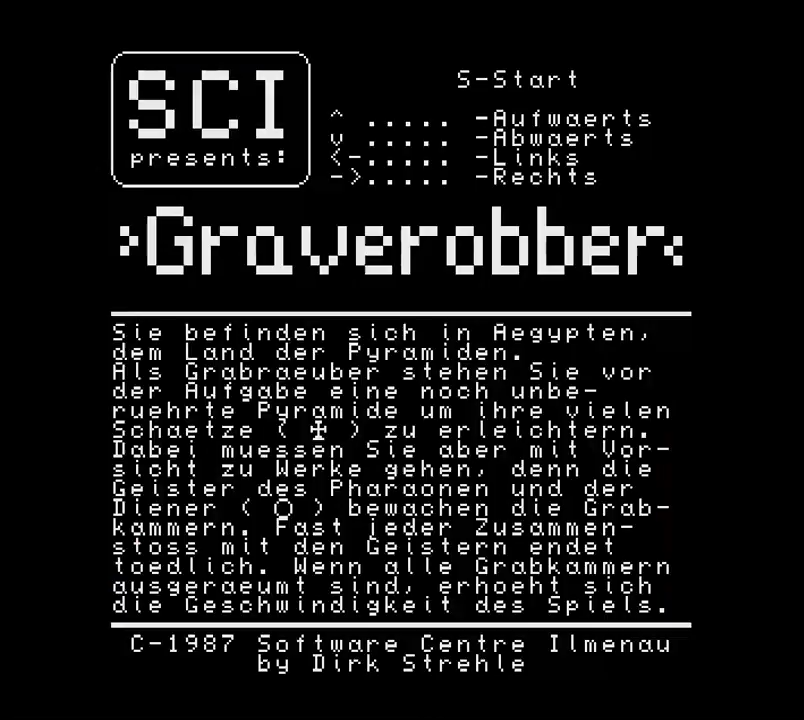 SCI
presents:
S-Start
^ ..... -Aufwaerts
v ..... -Abwaerts
<-..... -Links
->..... -Rechts
>Graverobber<
Sie befinden sich in Aegypten,
dem Land der Pyramiden.
Als Grabraeuber stehen Sie vor
der Aufgabe eine noch unbe-
ruehrte Pyramide um ihre vielen
Schaetze ( ✠ ) zu erleichtern.
Dabei muessen Sie aber mit Vor-
sicht zu Werke gehen, denn die
Geister des Pharaonen und der
Diener ( O ) bewachen die Grab-
kammern. Fast jeder Zusammen-
stoss mit den Geistern endet
toedlich. Wenn alle Grabkammern
ausgeraeumt sind, erhoeht sich
die Geschwindigkeit des Spiels.
C-1987 Software Centre Ilmenau
by Dirk Strehle